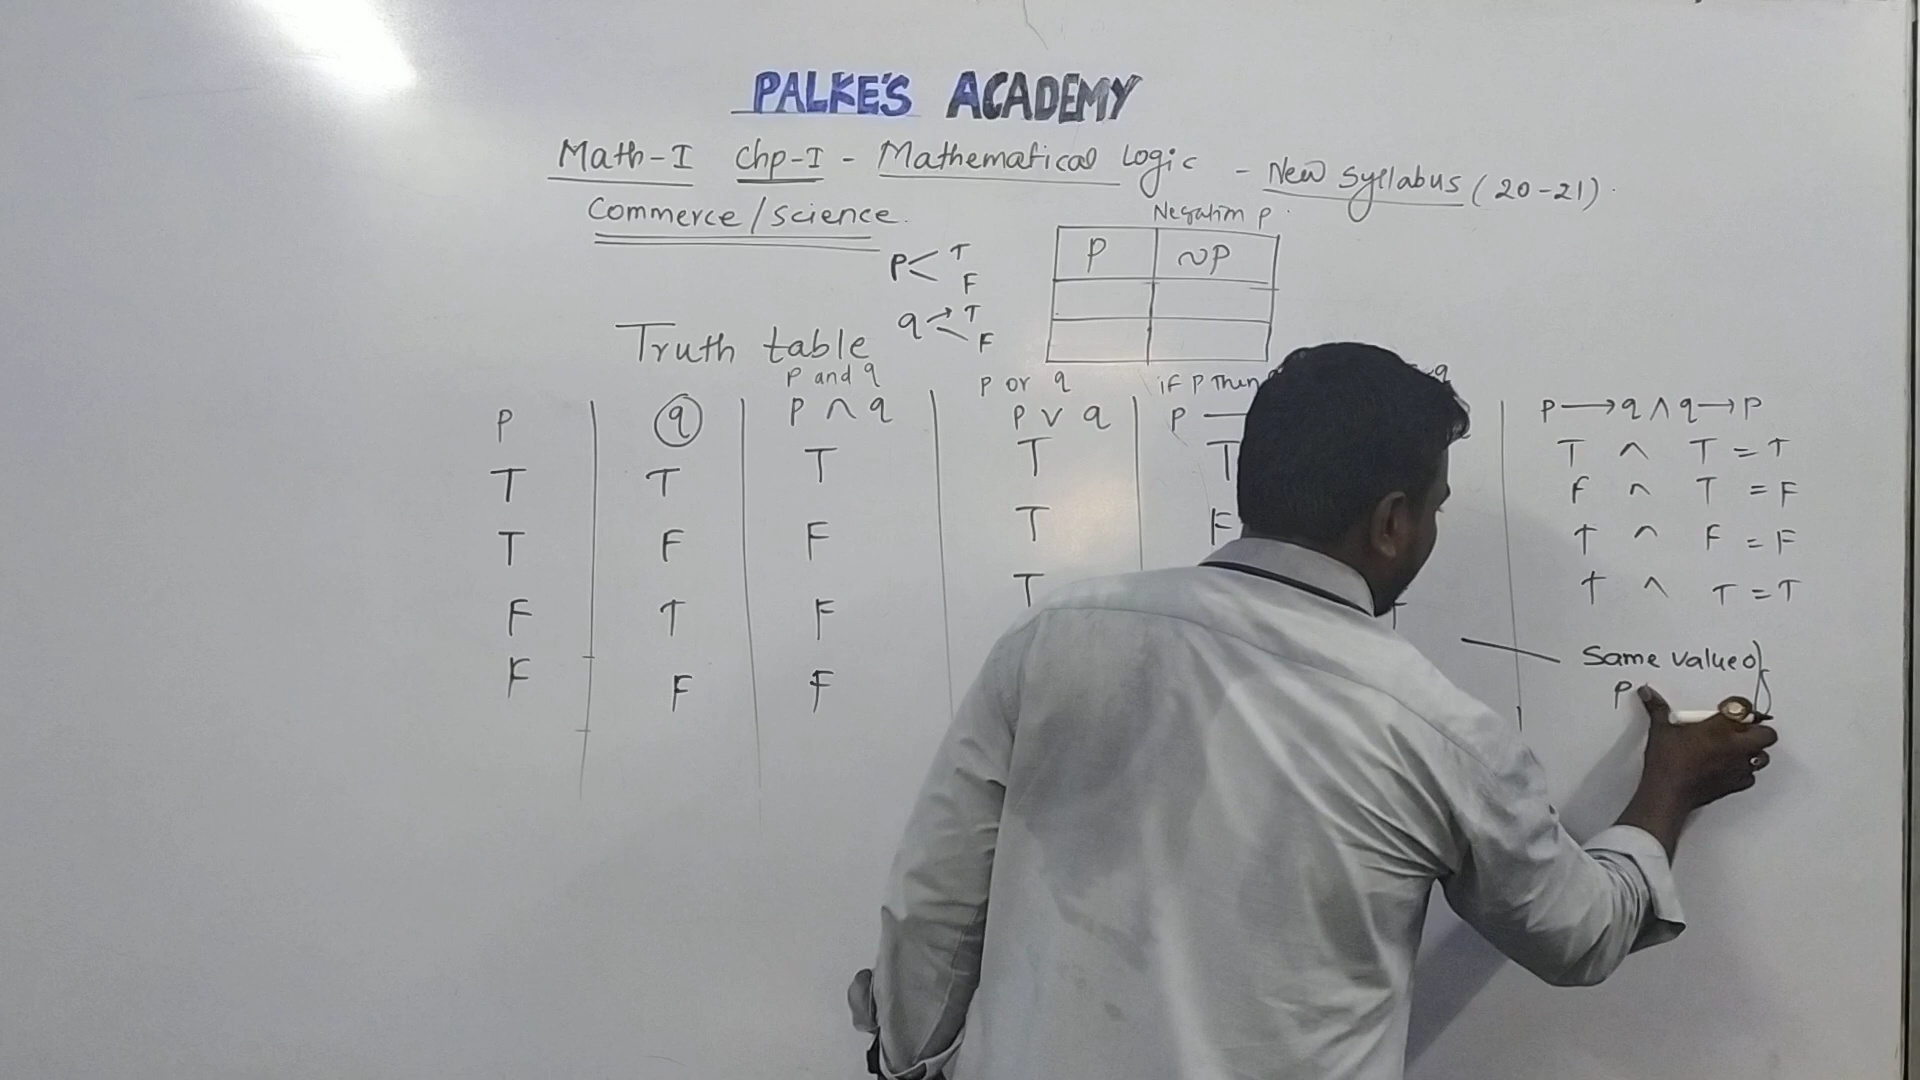 PALKE'S ACADEMY
Math-I Chp-I - Mathematical Logic - New Syllabus (20-21).
Commerce/science.
Negation p.
P < T F
P ~P
q → T F
Truth table
P and q P or q if P Then q
P q P ∧ q P ∨ q P — P → q ∧ q → P
T T T T T T ∧ T = T
T F F T F F ∧ T = F
F T F T T ∧ F = F
F F F T ∧ T = T
Same value of
P